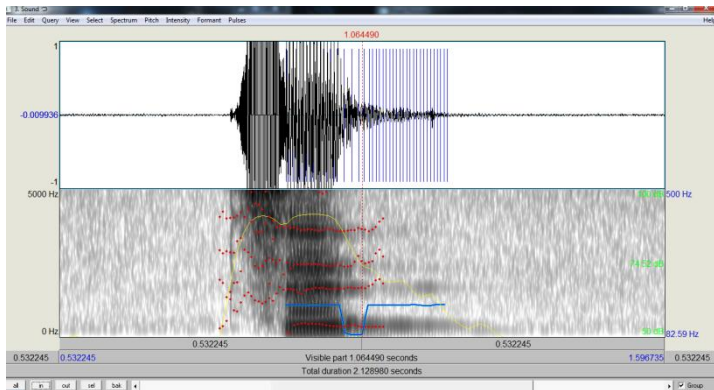 3. Sound つ
File Edit Query View Select Spectrum Pitch Intensity Formant Pulses Help
1.064490
1
-0.009936
-1
5000 Hz
500 Hz
0 Hz
82.59 Hz
0.532245 0.532245
0.532245 0.532245 Visible part 1.064490 seconds 1.596735 0.532245
Total duration 2.128980 seconds
all in out sel bak Group